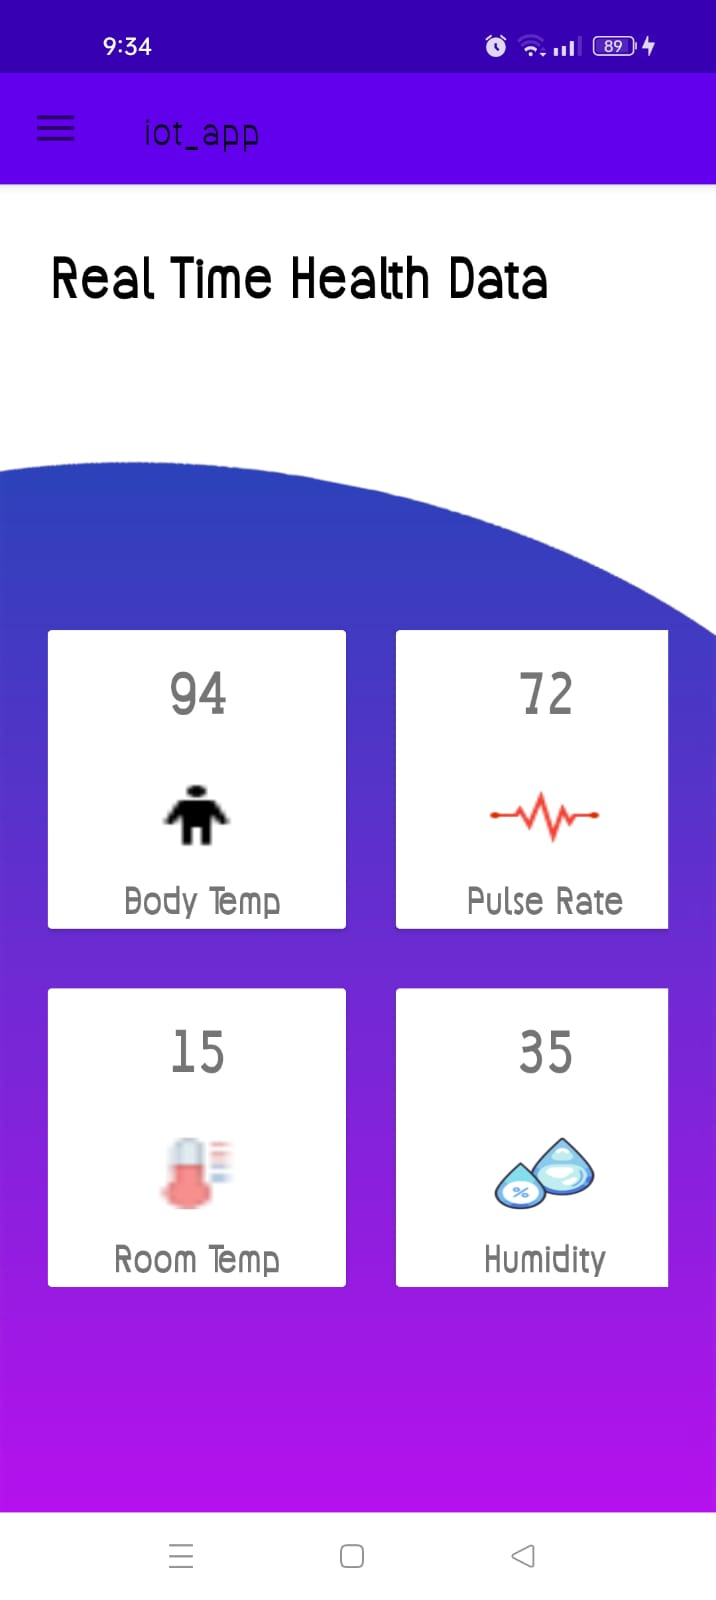 9:34
89
iot_app
Real Time Health Data
94
72
Body Temp
Pulse Rate
15
35
%
Room Temp
Humidity